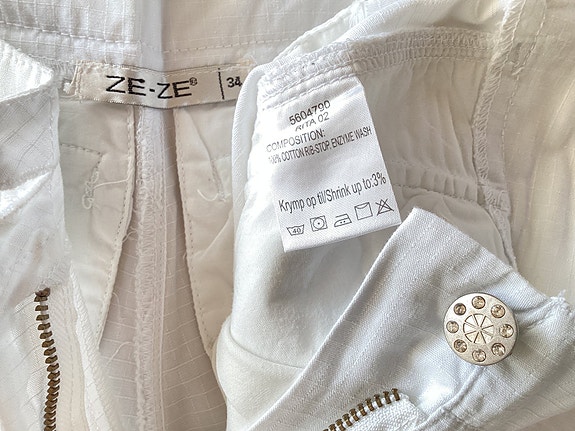 ZE-ZE® 34
5604790
RITA 02
COMPOSITION:
100% COTTON RIB-STOP, ENZYME WASH
Krymp op til/Shrink up to:3%
40